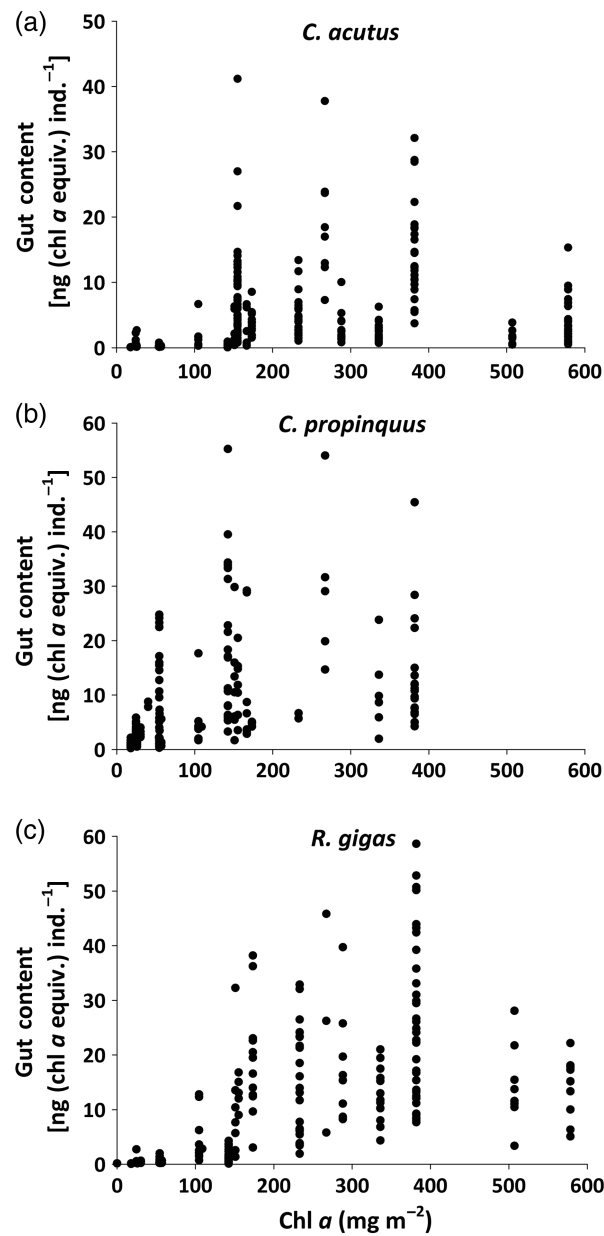 (a)
C. acutus
Gut content
[ng (chl a equiv.) ind.⁻¹]
50
40
30
20
10
0
0 100 200 300 400 500 600
(b)
C. propinquus
Gut content
[ng (chl a equiv.) ind.⁻¹]
60
50
40
30
20
10
0
0 100 200 300 400 500 600
(c)
R. gigas
Gut content
[ng (chl a equiv.) ind.⁻¹]
60
50
40
30
20
10
0
0 100 200 300 400 500 600
Chl a (mg m⁻²)